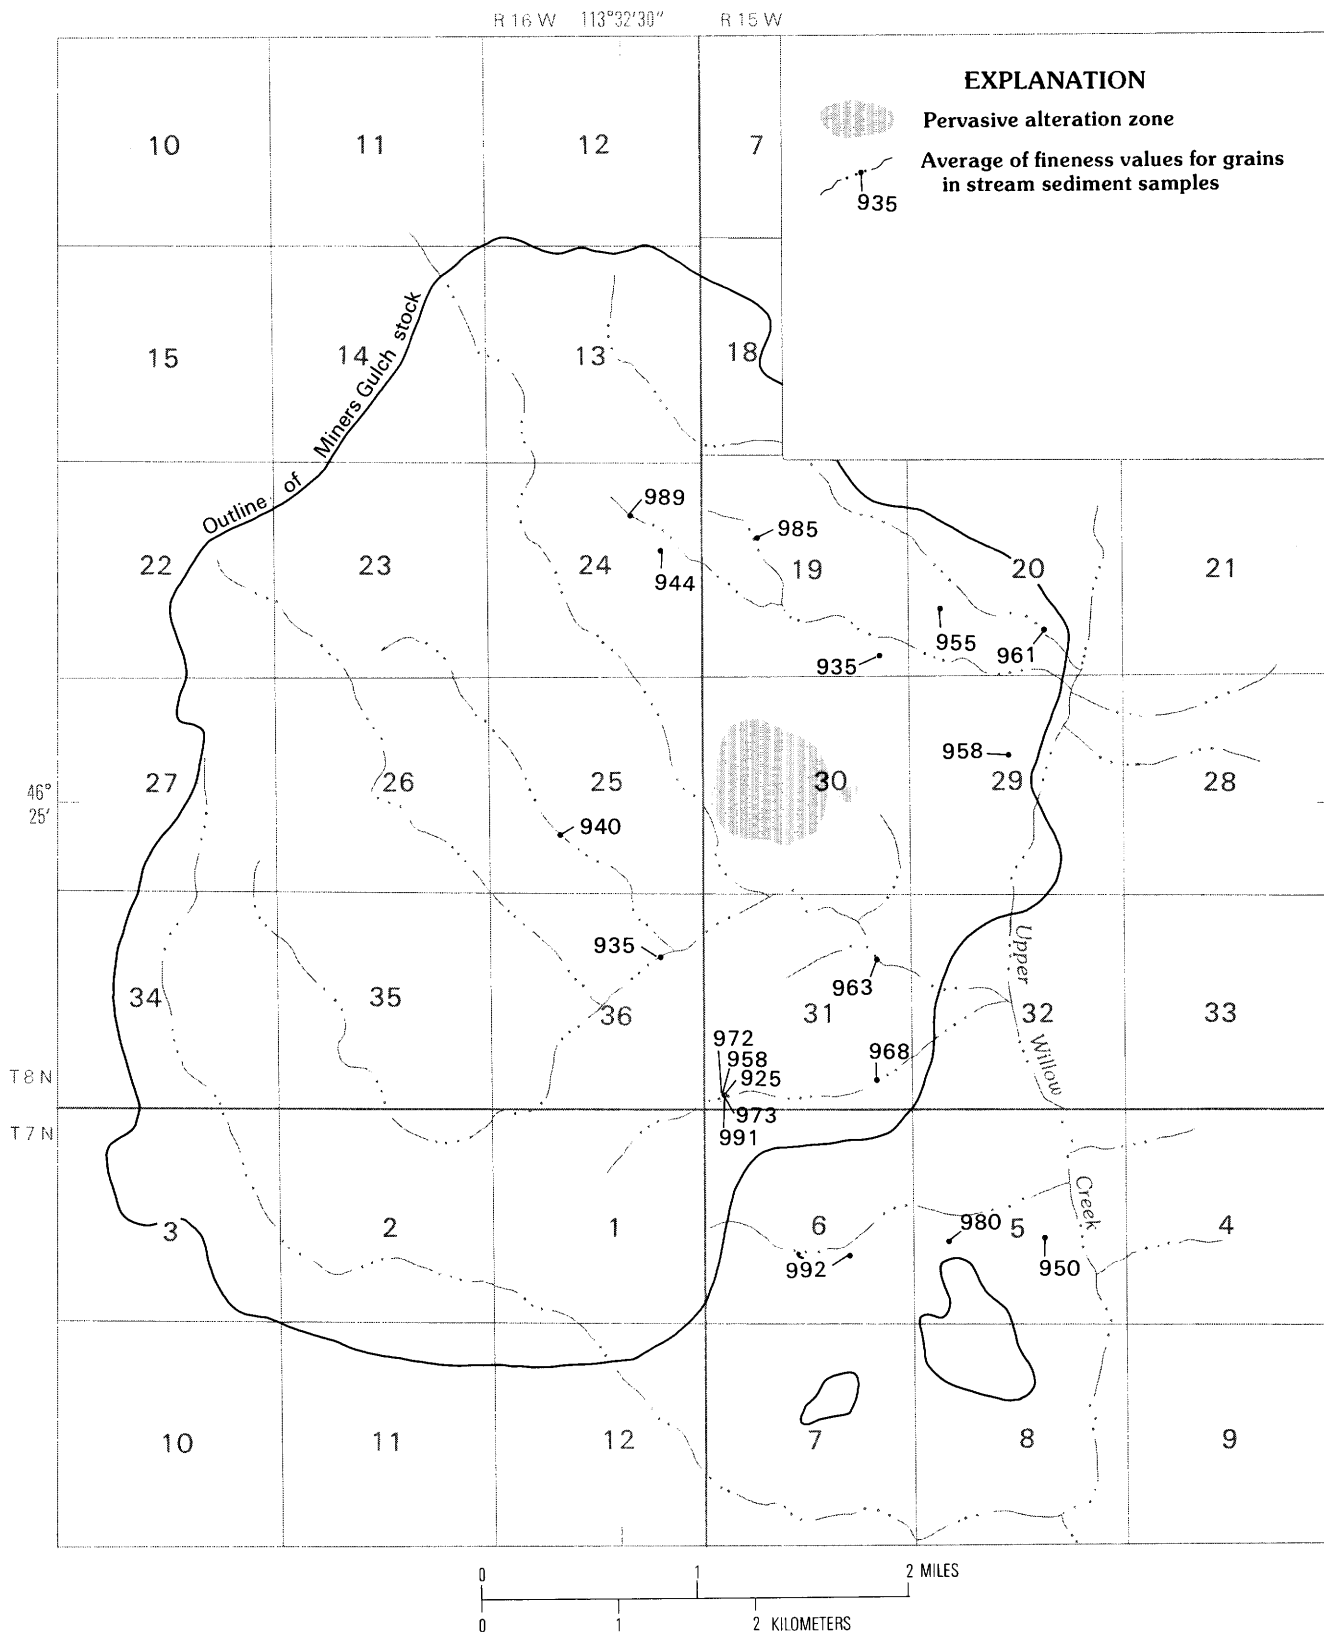 R 16 W 113°32'30" R 15 W
EXPLANATION
Pervasive alteration zone
Average of fineness values for grains
in stream sediment samples
935
10 11 12 7
15 14 13 18
Outline of Miners Gulch stock
989
985
944
22 23 24 19 20 21
955
961
935
958
27 26 25 30 29 28
46°
25'
940
935
963
Upper Willow Creek
34 35 36 31 32 33
972
958
925
973
991
968
T 8 N
T 7 N
3 2 1 6 5 4
980
992
950
10 11 12 7 8 9
0 1 2 MILES
0 1 2 KILOMETERS